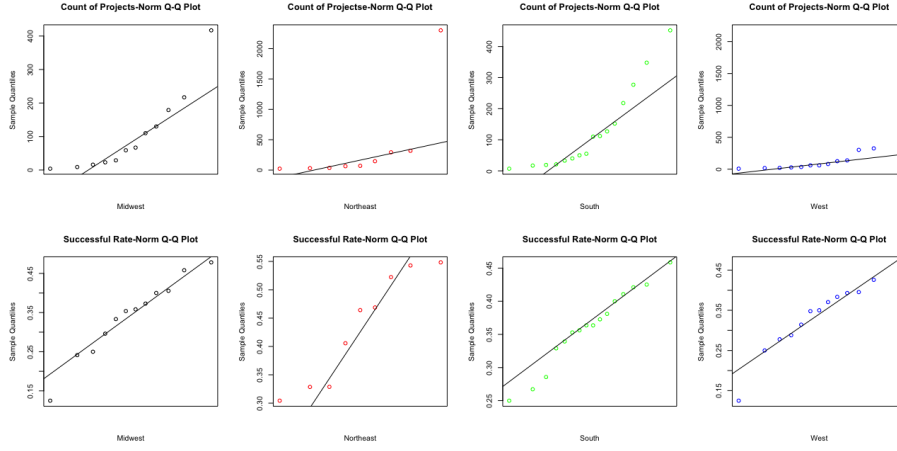 Count of Projects-Norm Q-Q Plot
Sample Quantiles
0 100 200 300 400
Midwest
Count of Projectse-Norm Q-Q Plot
Sample Quantiles
0 500 1000 1500 2000
Northeast
Count of Projects-Norm Q-Q Plot
Sample Quantiles
0 100 200 300 400
South
Count of Projects-Norm Q-Q Plot
Sample Quantiles
0 500 1000 2000
West
Successful Rate-Norm Q-Q Plot
Sample Quantiles
0.15 0.25 0.35 0.45
Midwest
Successful Rate-Norm Q-Q Plot
Sample Quantiles
0.30 0.35 0.40 0.45 0.50 0.55
Northeast
Successful Rate-Norm Q-Q Plot
Sample Quantiles
0.25 0.30 0.35 0.40 0.45
South
Successful Rate-Norm Q-Q Plot
Sample Quantiles
0.15 0.25 0.35 0.45
West